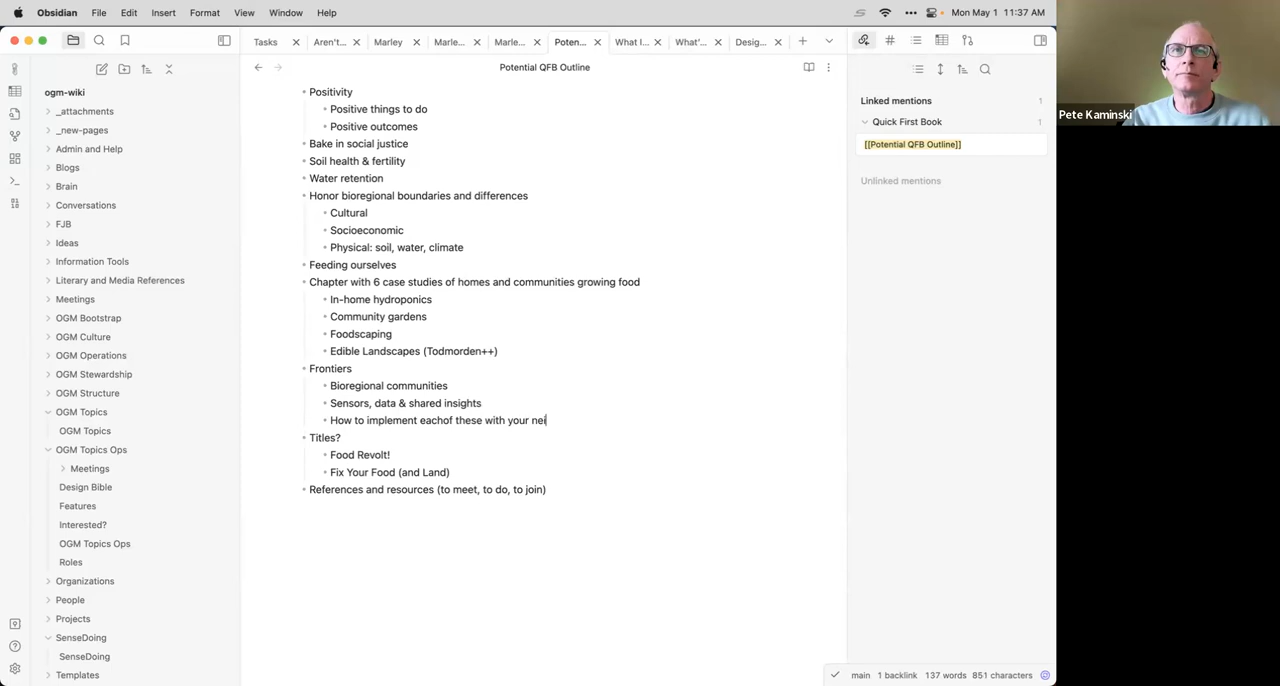 Obsidian File Edit Insert Format View Window Help
Mon May 1 11:37 AM
Tasks
Aren't...
Marley
Marle...
Marle...
Poten...
What I...
What'...
Desig...
Potential QFB Outline
ogm-wiki
_attachments
_new-pages
Admin and Help
Blogs
Brain
Conversations
FJB
Ideas
Information Tools
Literary and Media References
Meetings
OGM Bootstrap
OGM Culture
OGM Operations
OGM Stewardship
OGM Structure
OGM Topics
OGM Topics
OGM Topics Ops
Meetings
Design Bible
Features
Interested?
OGM Topics Ops
Roles
Organizations
People
Projects
SenseDoing
SenseDoing
Templates
Positivity
Positive things to do
Positive outcomes
Bake in social justice
Soil health & fertility
Water retention
Honor bioregional boundaries and differences
Cultural
Socioeconomic
Physical: soil, water, climate
Feeding ourselves
Chapter with 6 case studies of homes and communities growing food
In-home hydroponics
Community gardens
Foodscaping
Edible Landscapes (Todmorden++)
Frontiers
Bioregional communities
Sensors, data & shared insights
How to implement eachof these with your nei
Titles?
Food Revolt!
Fix Your Food (and Land)
References and resources (to meet, to do, to join)
Linked mentions 1
Quick First Book 1
[[Potential QFB Outline]]
Unlinked mentions
main 1 backlink 137 words 851 characters
Pete Kaminski